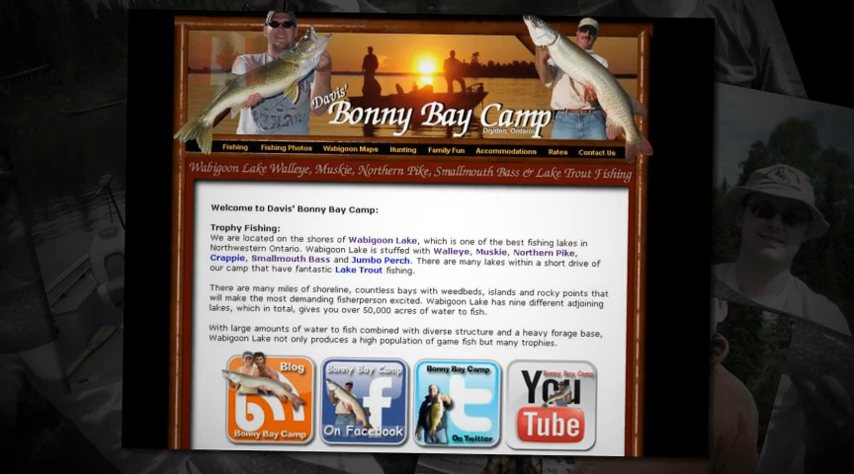 Davis'
Bonny Bay Camp
Dryden, Ontario
Fishing Fishing Photos Wabigoon Maps Hunting Family Fun Accommodations Rates Contact Us
Wabigoon Lake Walleye, Muskie, Northern Pike, Smallmouth Bass & Lake Trout Fishing
Welcome to Davis' Bonny Bay Camp:
Trophy Fishing:
We are located on the shores of Wabigoon Lake, which is one of the best fishing lakes in
Northwestern Ontario. Wabigoon Lake is stuffed with Walleye, Muskie, Northern Pike,
Crappie, Smallmouth Bass and Jumbo Perch. There are many lakes within a short drive of
our camp that have fantastic Lake Trout fishing.
There are many miles of shoreline, countless bays with weedbeds, islands and rocky points that
will make the most demanding fisherperson excited. Wabigoon Lake has nine different adjoining
lakes, which in total, gives you over 50,000 acres of water to fish.
With large amounts of water to fish combined with diverse structure and a heavy forage base,
Wabigoon Lake not only produces a high population of game fish but many trophies.
Blog
Bonny Bay Camp
Bonny Bay Camp
f
On Facebook
Bonny Bay Camp
t
On Twitter
Bonny Bay Camp
You
Tube